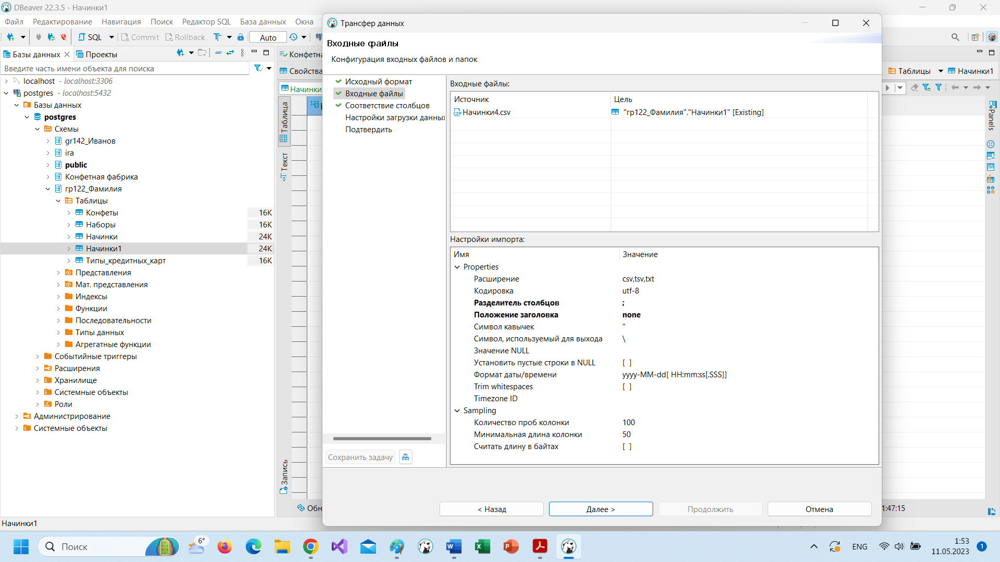 DBeaver 22.3.5 - Начинки1
Файл Редактирование Навигация Поиск Редактор SQL База данных Окна
SQL Commit Rollback Auto
Базы данных Проекты
Введите часть имени объекта для поиска
localhost - localhost:3306
postgres - localhost:5432
Базы данных
postgres
Схемы
gr142_Иванов
ira
public
Конфетная фабрика
гр122_Фамилия
Таблицы
Конфеты 16K
Наборы 16K
Начинки 24K
Начинки1 24K
Типы_кредитных_карт 16K
Представления
Мат. представления
Индексы
Функции
Последовательности
Типы данных
Агрегатные функции
Событийные триггеры
Расширения
Хранилище
Системные объекты
Роли
Администрирование
Системные объекты
Начинки1
Конфетна
Свойства
Начинки
Таблица
Текст
Запись
123
Обн
Трансфер данных
Входные файлы
Конфигурация входных файлов и папок
Исходный формат
Входные файлы
Соответствие столбцов
Настройки загрузки данны
Подтвердить
Сохранить задачу
Входные файлы:
Источник Цель
CSV Начинки4.csv "гр122_Фамилия"."Начинки1" [Existing]
Настройки импорта:
Имя Значение
Properties
Расширение csv,tsv,txt
Кодировка utf-8
Разделитель столбцов ;
Положение заголовка none
Символ кавычек "
Символ, используемый для выхода \
Значение NULL
Установить пустые строки в NULL [ ]
Формат даты/времени yyyy-MM-dd[ HH:mm:ss[.SSS]]
Trim whitespaces [ ]
Timezone ID
Sampling
Количество проб колонки 100
Минимальная длина колонки 50
Считать длину в байтах [ ]
< Назад Далее > Продолжить Отмена
Таблицы Начинки1
Panels
1:47:15
Поиск
6°
ENG
1:53
11.05.2023
1